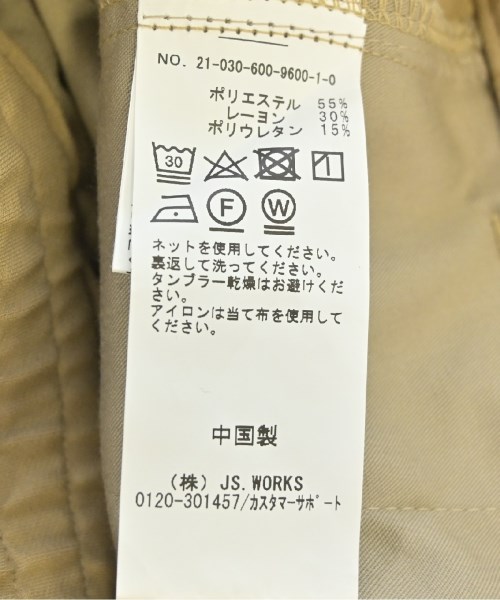 NO. 21-030-600-9600-1-0
ポリエステル 55%
レーヨン 30%
ポリウレタン 15%
30
F W
ネットを使用してください。
裏返して洗ってください。
タンブラー乾燥はお避けくだ
さい。
アイロンは当て布を使用して
ください。
中国製
(株) JS.WORKS
0120-301457/カスタマーサポート